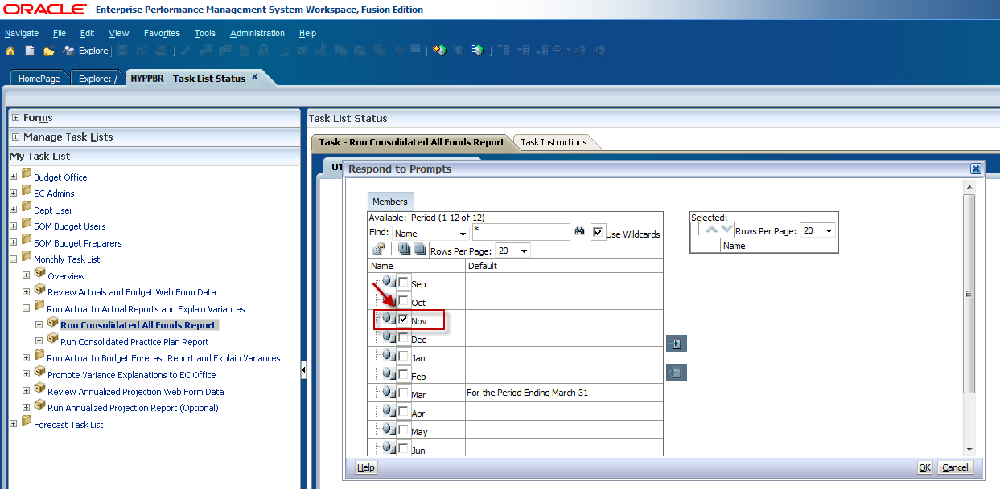 ORACLE® Enterprise Performance Management System Workspace, Fusion Edition
Navigate File Edit View Favorites Tools Administration Help
Explore
HomePage Explore: / HYPPBR - Task List Status
Forms
Manage Task Lists
My Task List
Budget Office
EC Admins
Dept User
SOM Budget Users
SOM Budget Preparers
Monthly Task List
Overview
Review Actuals and Budget Web Form Data
Run Actual to Actual Reports and Explain Variances
Run Consolidated All Funds Report
Run Consolidated Practice Plan Report
Run Actual to Budget Forecast Report and Explain Variances
Promote Variance Explanations to EC Office
Review Annualized Projection Web Form Data
Run Annualized Projection Report (Optional)
Forecast Task List
Task List Status
Task - Run Consolidated All Funds Report Task Instructions
Respond to Prompts
Members
Available: Period (1-12 of 12)
Find: Name * Use Wildcards
Rows Per Page: 20
Name Default
Sep
Oct
Nov
Dec
Jan
Feb
Mar For the Period Ending March 31
Apr
May
Jun
Selected:
Rows Per Page: 20
Name
Help OK Cancel